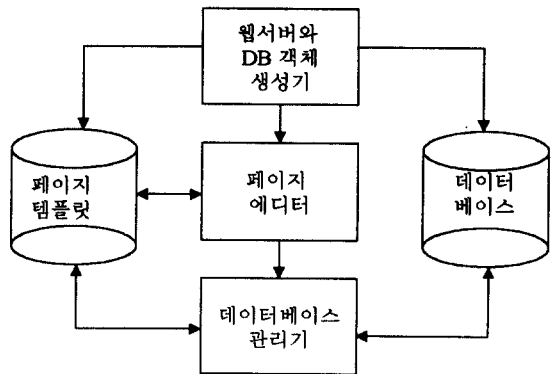 웹서버와
DB 객체
생성기
페이지
템플릿
페이지
에디터
데이터
베이스
데이터베이스
관리기